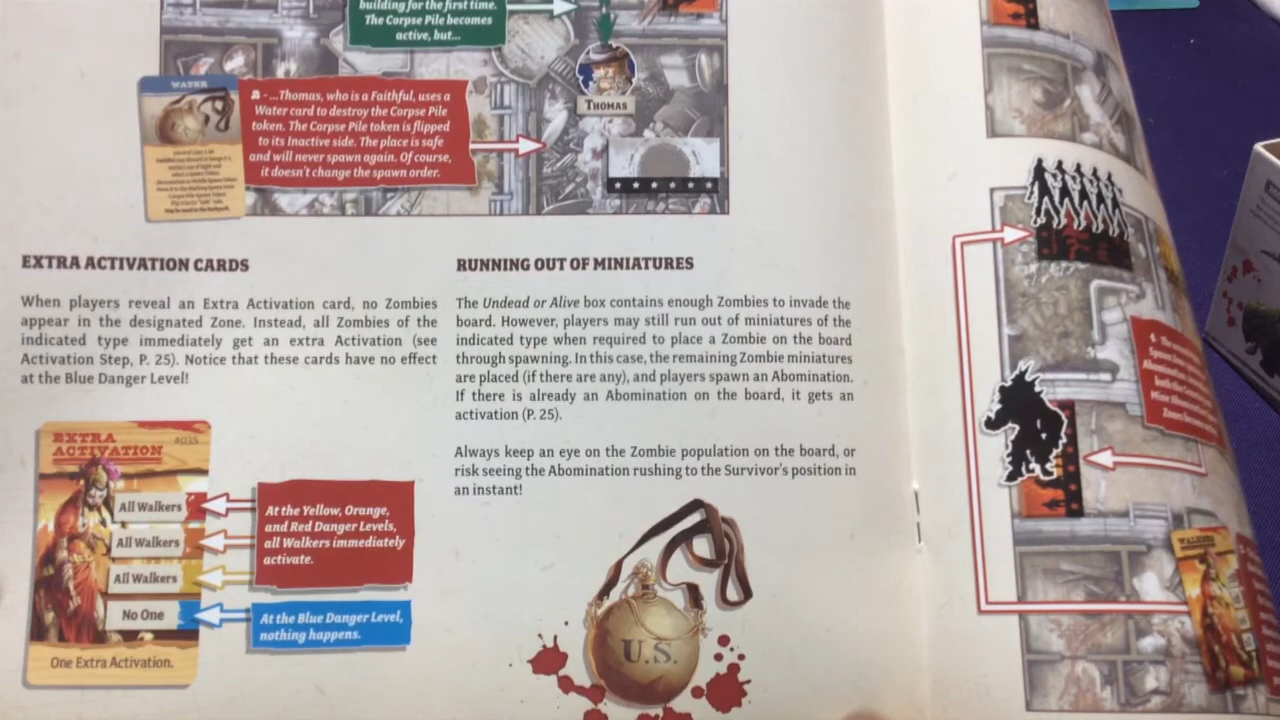 building for the first time.
The Corpse Pile becomes
active, but...
WATER
THOMAS
- ...Thomas, who is a Faithful, uses a
Water card to destroy the Corpse Pile
token. The Corpse Pile token is flipped
to its Inactive side. The place is safe
and will never spawn again. Of course,
it doesn't change the spawn order.
EXTRA ACTIVATION CARDS
When players reveal an Extra Activation card, no Zombies
appear in the designated Zone. Instead, all Zombies of the
indicated type immediately get an extra Activation (see
Activation Step, P. 25). Notice that these cards have no effect
at the Blue Danger Level!
EXTRA
ACTIVATION
#035
All Walkers
All Walkers
All Walkers
No One
One Extra Activation.
At the Yellow, Orange,
and Red Danger Levels,
all Walkers immediately
activate.
At the Blue Danger Level,
nothing happens.
RUNNING OUT OF MINIATURES
The Undead or Alive box contains enough Zombies to invade the
board. However, players may still run out of miniatures of the
indicated type when required to place a Zombie on the board
through spawning. In this case, the remaining Zombie miniatures
are placed (if there are any), and players spawn an Abomination.
If there is already an Abomination on the board, it gets an
activation (P. 25).
Always keep an eye on the Zombie population on the board, or
risk seeing the Abomination rushing to the Survivor's position in
an instant!
U.S.
WALKERS